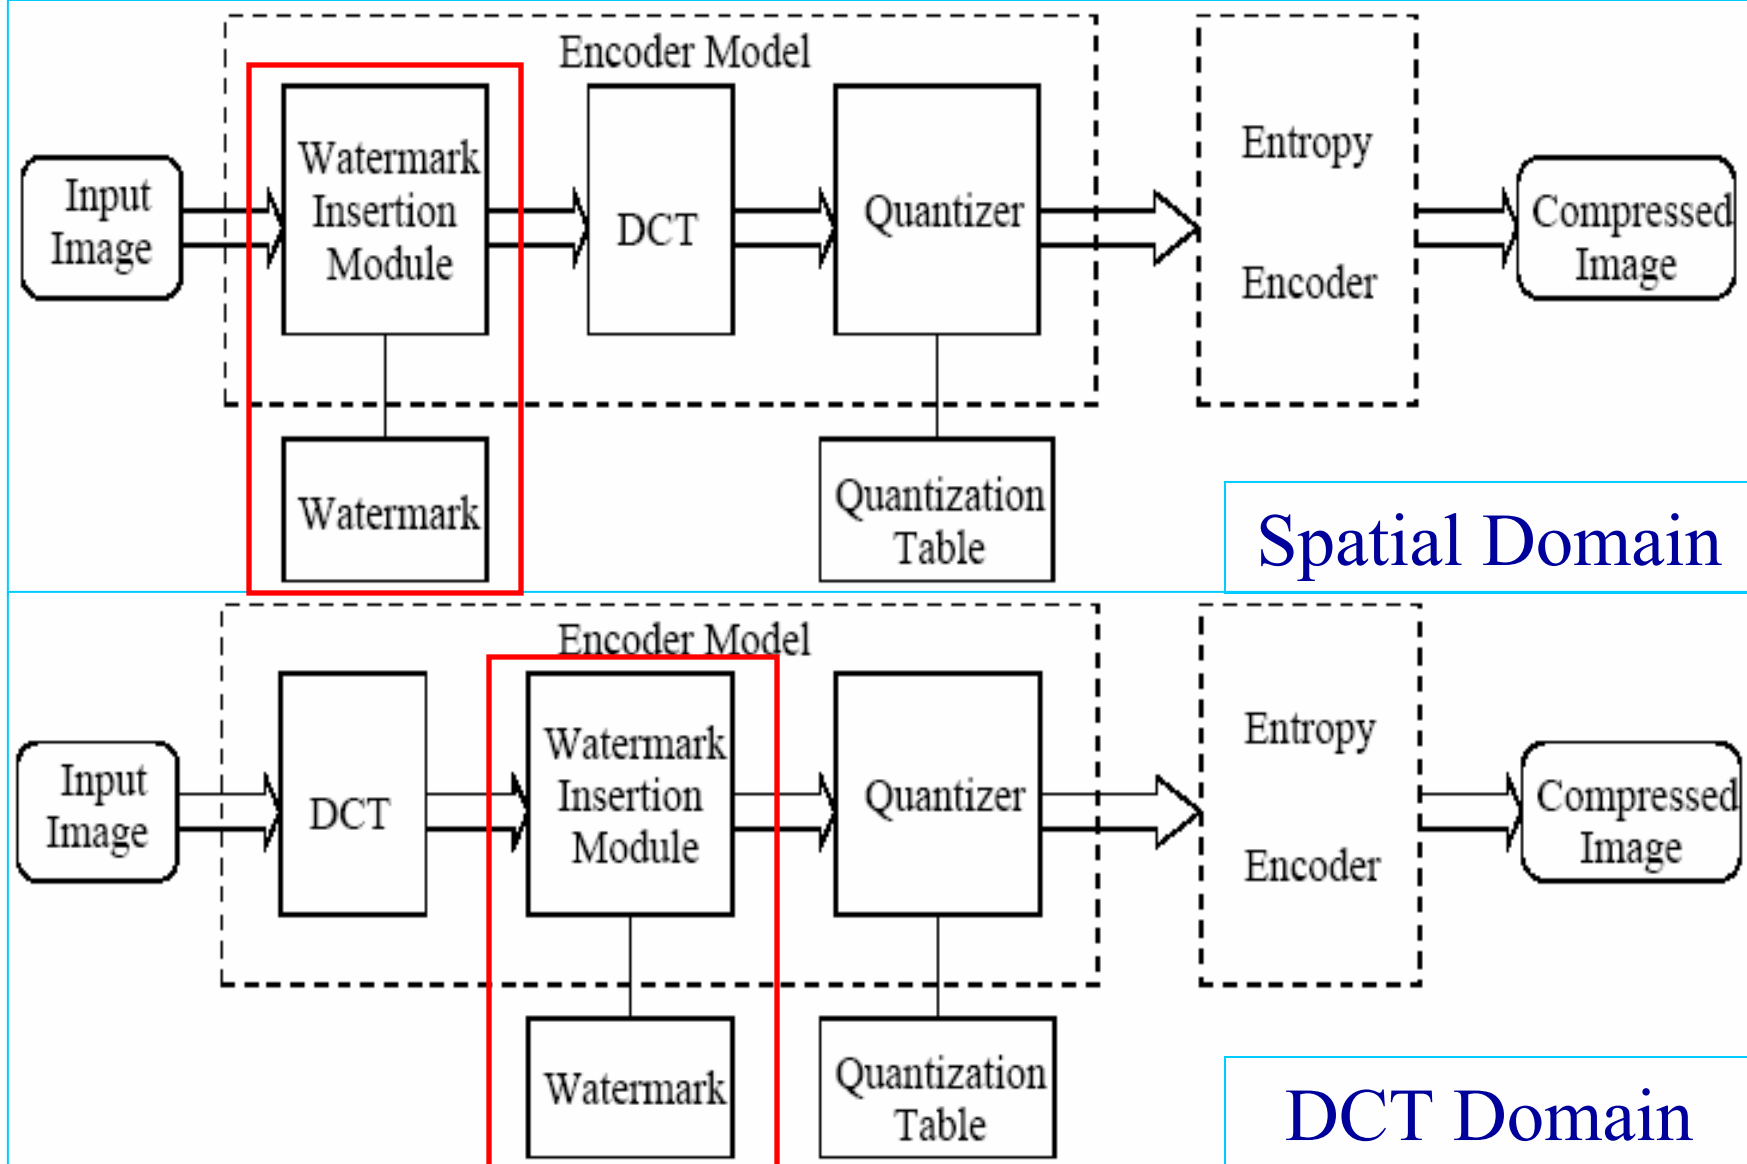 Encoder Model
Input
Image
Watermark
Insertion
Module
DCT
Quantizer
Entropy
Encoder
Compressed
Image
Watermark
Quantization
Table
Spatial Domain
Encoder Model
Input
Image
DCT
Watermark
Insertion
Module
Quantizer
Entropy
Encoder
Compressed
Image
Watermark
Quantization
Table
DCT Domain